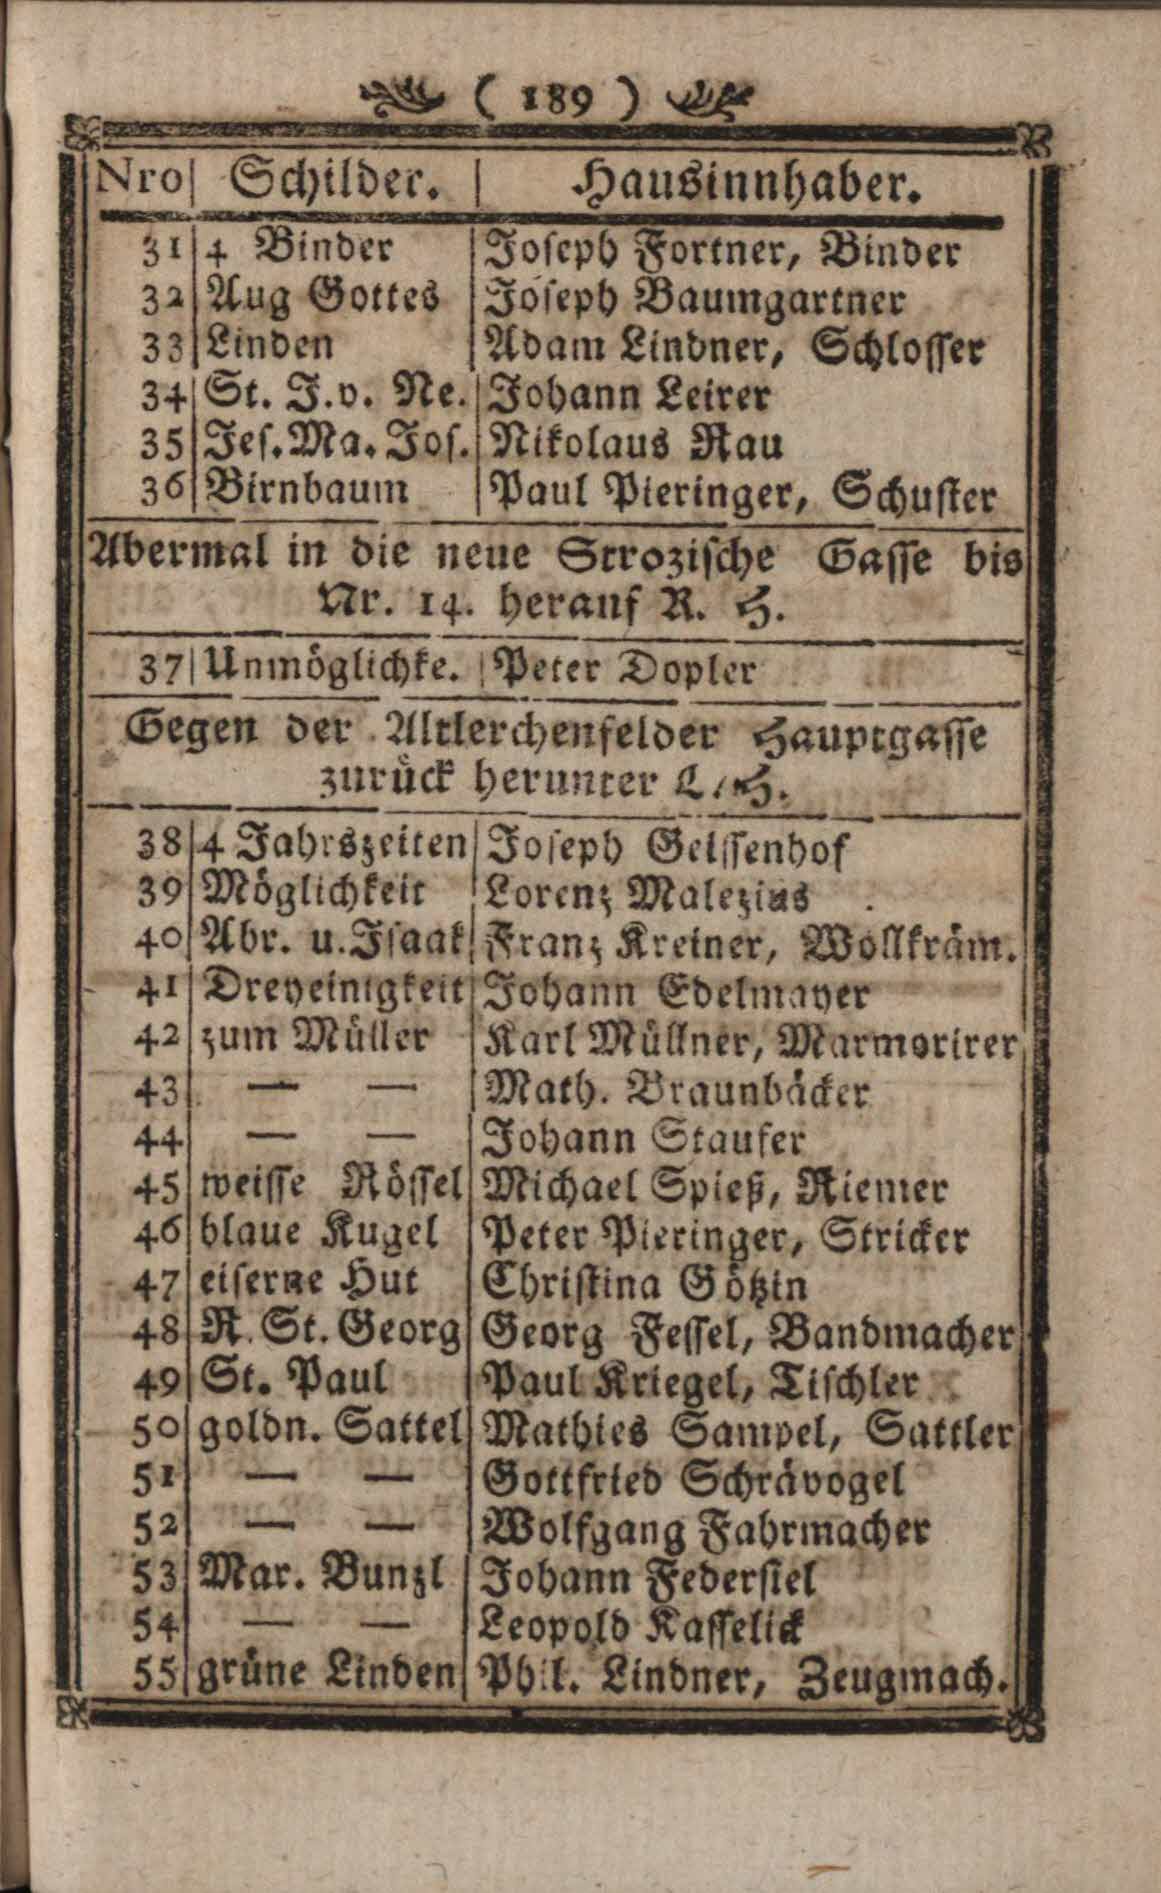 ( 189 )
Nro Schilder. Hausinnhaber.
31 4 Binder Joseph Fortner, Binder
32 Aug Gottes Joseph Baumgartner
33 Linden Adam Lindner, Schlosser
34 St. J. v. Ne. Johann Leirer
35 Jes. Ma. Jos. Nikolaus Rau
36 Birnbaum Paul Pieringer, Schuster
Abermal in die neue Strozische Gasse bis
Nr. 14. herauf R. H.
37 Unmöglichke. Peter Dopler
Gegen der Altlerchenfelder Hauptgasse
zurück herunter L. H.
38 4 Jahrszeiten Joseph Geissenhof
39 Möglichkeit Lorenz Malezius
40 Abr. u. Isaak Franz Kreiner, Wollkräm.
41 Dreyeinigkeit Johann Edelmayer
42 zum Müller Karl Müllner, Marmorirer
43 — — Math. Braunbäcker
44 — — Johann Staufer
45 weisse Rössel Michael Spieß, Riemer
46 blaue Kugel Peter Pieringer, Stricker
47 eiserne Hut Christina Götzin
48 R. St. Georg Georg Fessel, Bandmacher
49 St. Paul Paul Kriegel, Tischler
50 goldn. Sattel Mathies Sampel, Sattler
51 — — Gottfried Schrävogel
52 — — Wolfgang Fahrmacher
53 Mar. Bunzl Johann Federsiel
54 — — Leopold Kasselick
55 grüne Linden Phil. Lindner, Zeugmach.